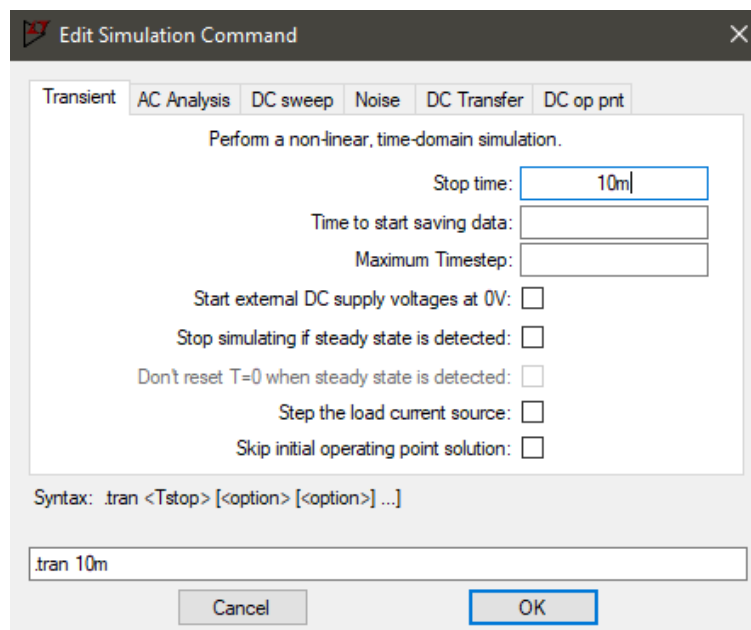 Edit Simulation Command
Transient AC Analysis DC sweep Noise DC Transfer DC op pnt
Perform a non-linear, time-domain simulation.
Stop time: 10m
Time to start saving data:
Maximum Timestep:
Start external DC supply voltages at 0V:
Stop simulating if steady state is detected:
Don't reset T=0 when steady state is detected:
Step the load current source:
Skip initial operating point solution:
Syntax: .tran <Tstop> [<option> [<option>] ...]
.tran 10m
Cancel OK